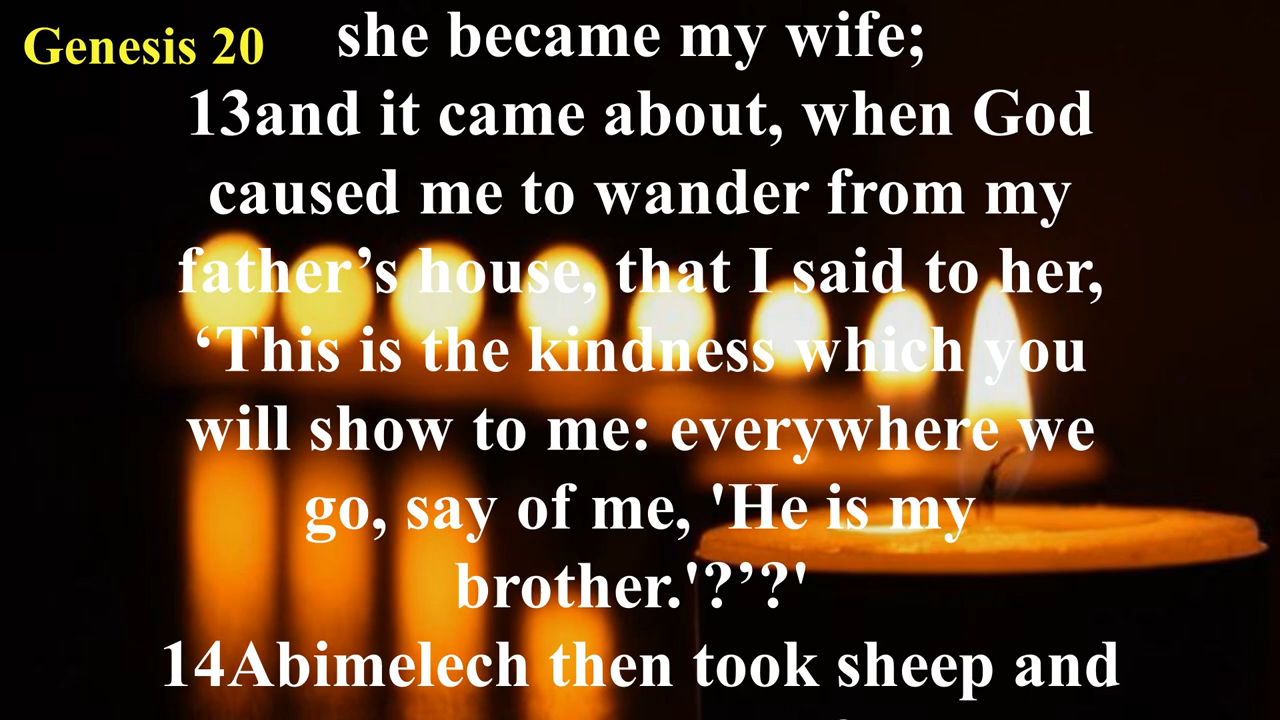 Genesis 20
she became my wife;
13and it came about, when God
caused me to wander from my
father’s house, that I said to her,
‘This is the kindness which you
will show to me: everywhere we
go, say of me, 'He is my
brother.'?’?'
14Abimelech then took sheep and